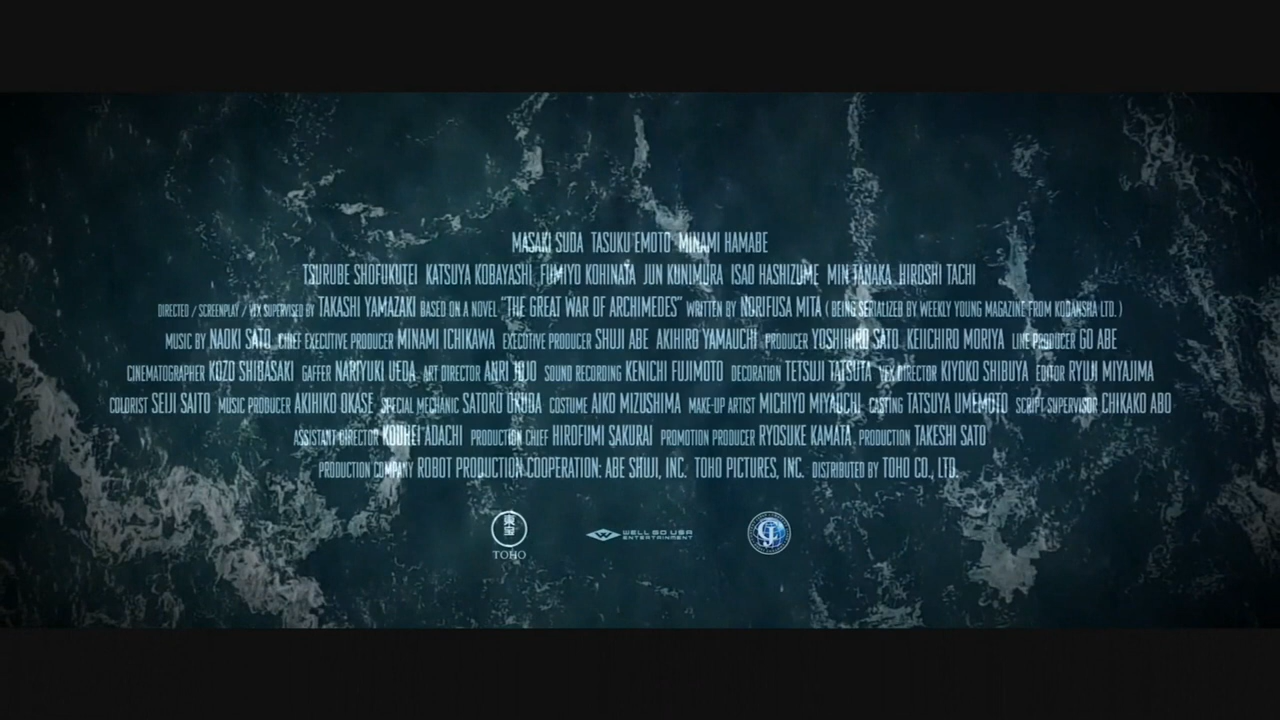 MASAKI SUDA TASUKU EMOTO MINAMI HAMABE
TSURUBE SHOFUKUTEI KATSUYA KOBAYASHI FUMIYO KOHINATA JUN KUNIMURA ISAO HASHIZUME MIN TANAKA HIROSHI TACHI
DIRECTED / SCREENPLAY / VFX SUPERVISED BY TAKASHI YAMAZAKI BASED ON A NOVEL "THE GREAT WAR OF ARCHIMEDES" WRITTEN BY NORIFUSA MITA ( BEING SERIALIZED BY WEEKLY YOUNG MAGAZINE FROM KODANSHA LTD. )
MUSIC BY NAOKI SATO CHIEF EXECUTIVE PRODUCER MINAMI ICHIKAWA EXECUTIVE PRODUCER SHUJI ABE AKIHIRO YAMAUCHI PRODUCER YOSHIHIRO SATO KEIICHIRO MORIYA LINE PRODUCER GO ABE
CINEMATOGRAPHER KOZO SHIBASAKI GAFFER NARIYUKI UEDA ART DIRECTOR ANRI JOJO SOUND RECORDING KENICHI FUJIMOTO DECORATION TETSUJI TATSUTA VFX DIRECTOR KIYOKO SHIBUYA EDITOR RYUJI MIYAJIMA
COLORIST SEIJI SAITO MUSIC PRODUCER AKIHIKO OKASE SPECIAL MECHANIC SATORU COSTUME AIKO MIZUSHIMA MAKE-UP ARTIST MICHIYO MIYAUCHI CASTING TATSUYA UMEMOTO SCRIPT SUPERVISOR CHIKAKO ABO
ASSISTANT DIRECTOR KOUHEI ADACHI PRODUCTION CHIEF HIROFUMI SAKURAI PROMOTION PRODUCER RYOSUKE KAMATA PRODUCTION TAKESHI SATO
PRODUCTION COMPANY ROBOT PRODUCTION COOPERATION: ABE SHUJI, INC. TOHO PICTURES, INC. DISTRIBUTED BY TOHO CO., LTD.
東宝
TOHO
WELL GO USA
ENTERTAINMENT